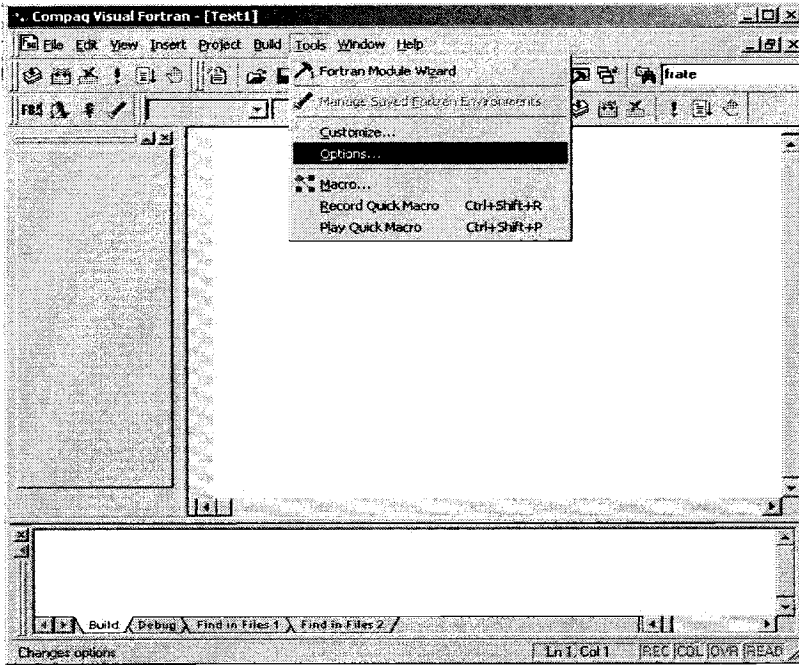 Compaq Visual Fortran - [Text1]
File Edit View Insert Project Build Tools Window Help
Fortran Module Wizard
frate
Manage Saved Fortran Environments
Customize...
Options...
Macro...
Record Quick Macro Ctrl+Shift+R
Play Quick Macro Ctrl+Shift+P
Build Debug Find in Files 1 Find in Files 2
Changes options
Ln 1, Col 1 REC COL OVR READ